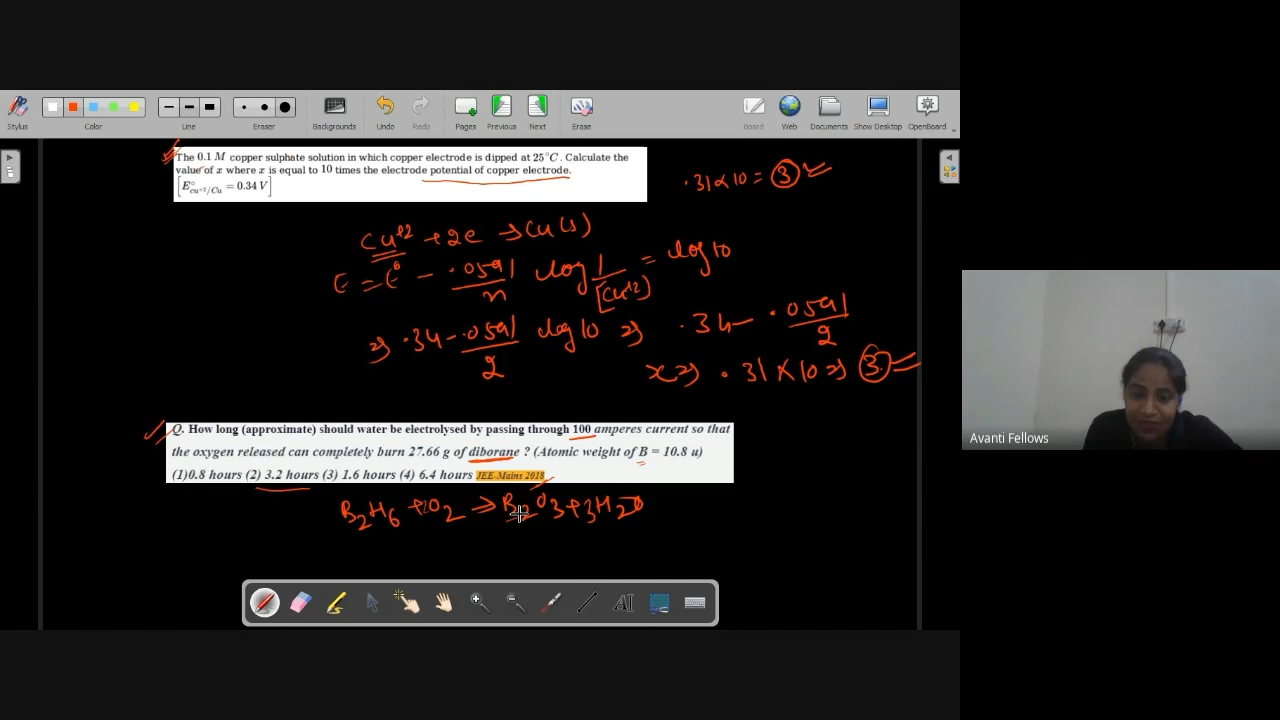 Stylus Color Line Eraser Backgrounds Undo Redo Pages Previous Next Erase Board Web Documents Show Desktop OpenBoard
The 0.1 M copper sulphate solution in which copper electrode is dipped at 25°C. Calculate the
value of x where x is equal to 10 times the electrode potential of copper electrode.
[E°cu⁺²/Cu = 0.34 V]
.31×10 = 3
Cu+2 + 2e → Cu(s)
E = E° - .0591/n log 1/[Cu+2] = log 10
⇒ .34 - .0591/2 log 10 ⇒ .34 - .0591/2
x ⇒ .31 × 10 ⇒ 3
Avanti Fellows
Q. How long (approximate) should water be electrolysed by passing through 100 amperes current so that
the oxygen released can completely burn 27.66 g of diborane ? (Atomic weight of B = 10.8 u)
(1)0.8 hours (2) 3.2 hours (3) 1.6 hours (4) 6.4 hours JEE-Mains 2018
B2H6 + O2 → B2O3 + 3H2O
AI